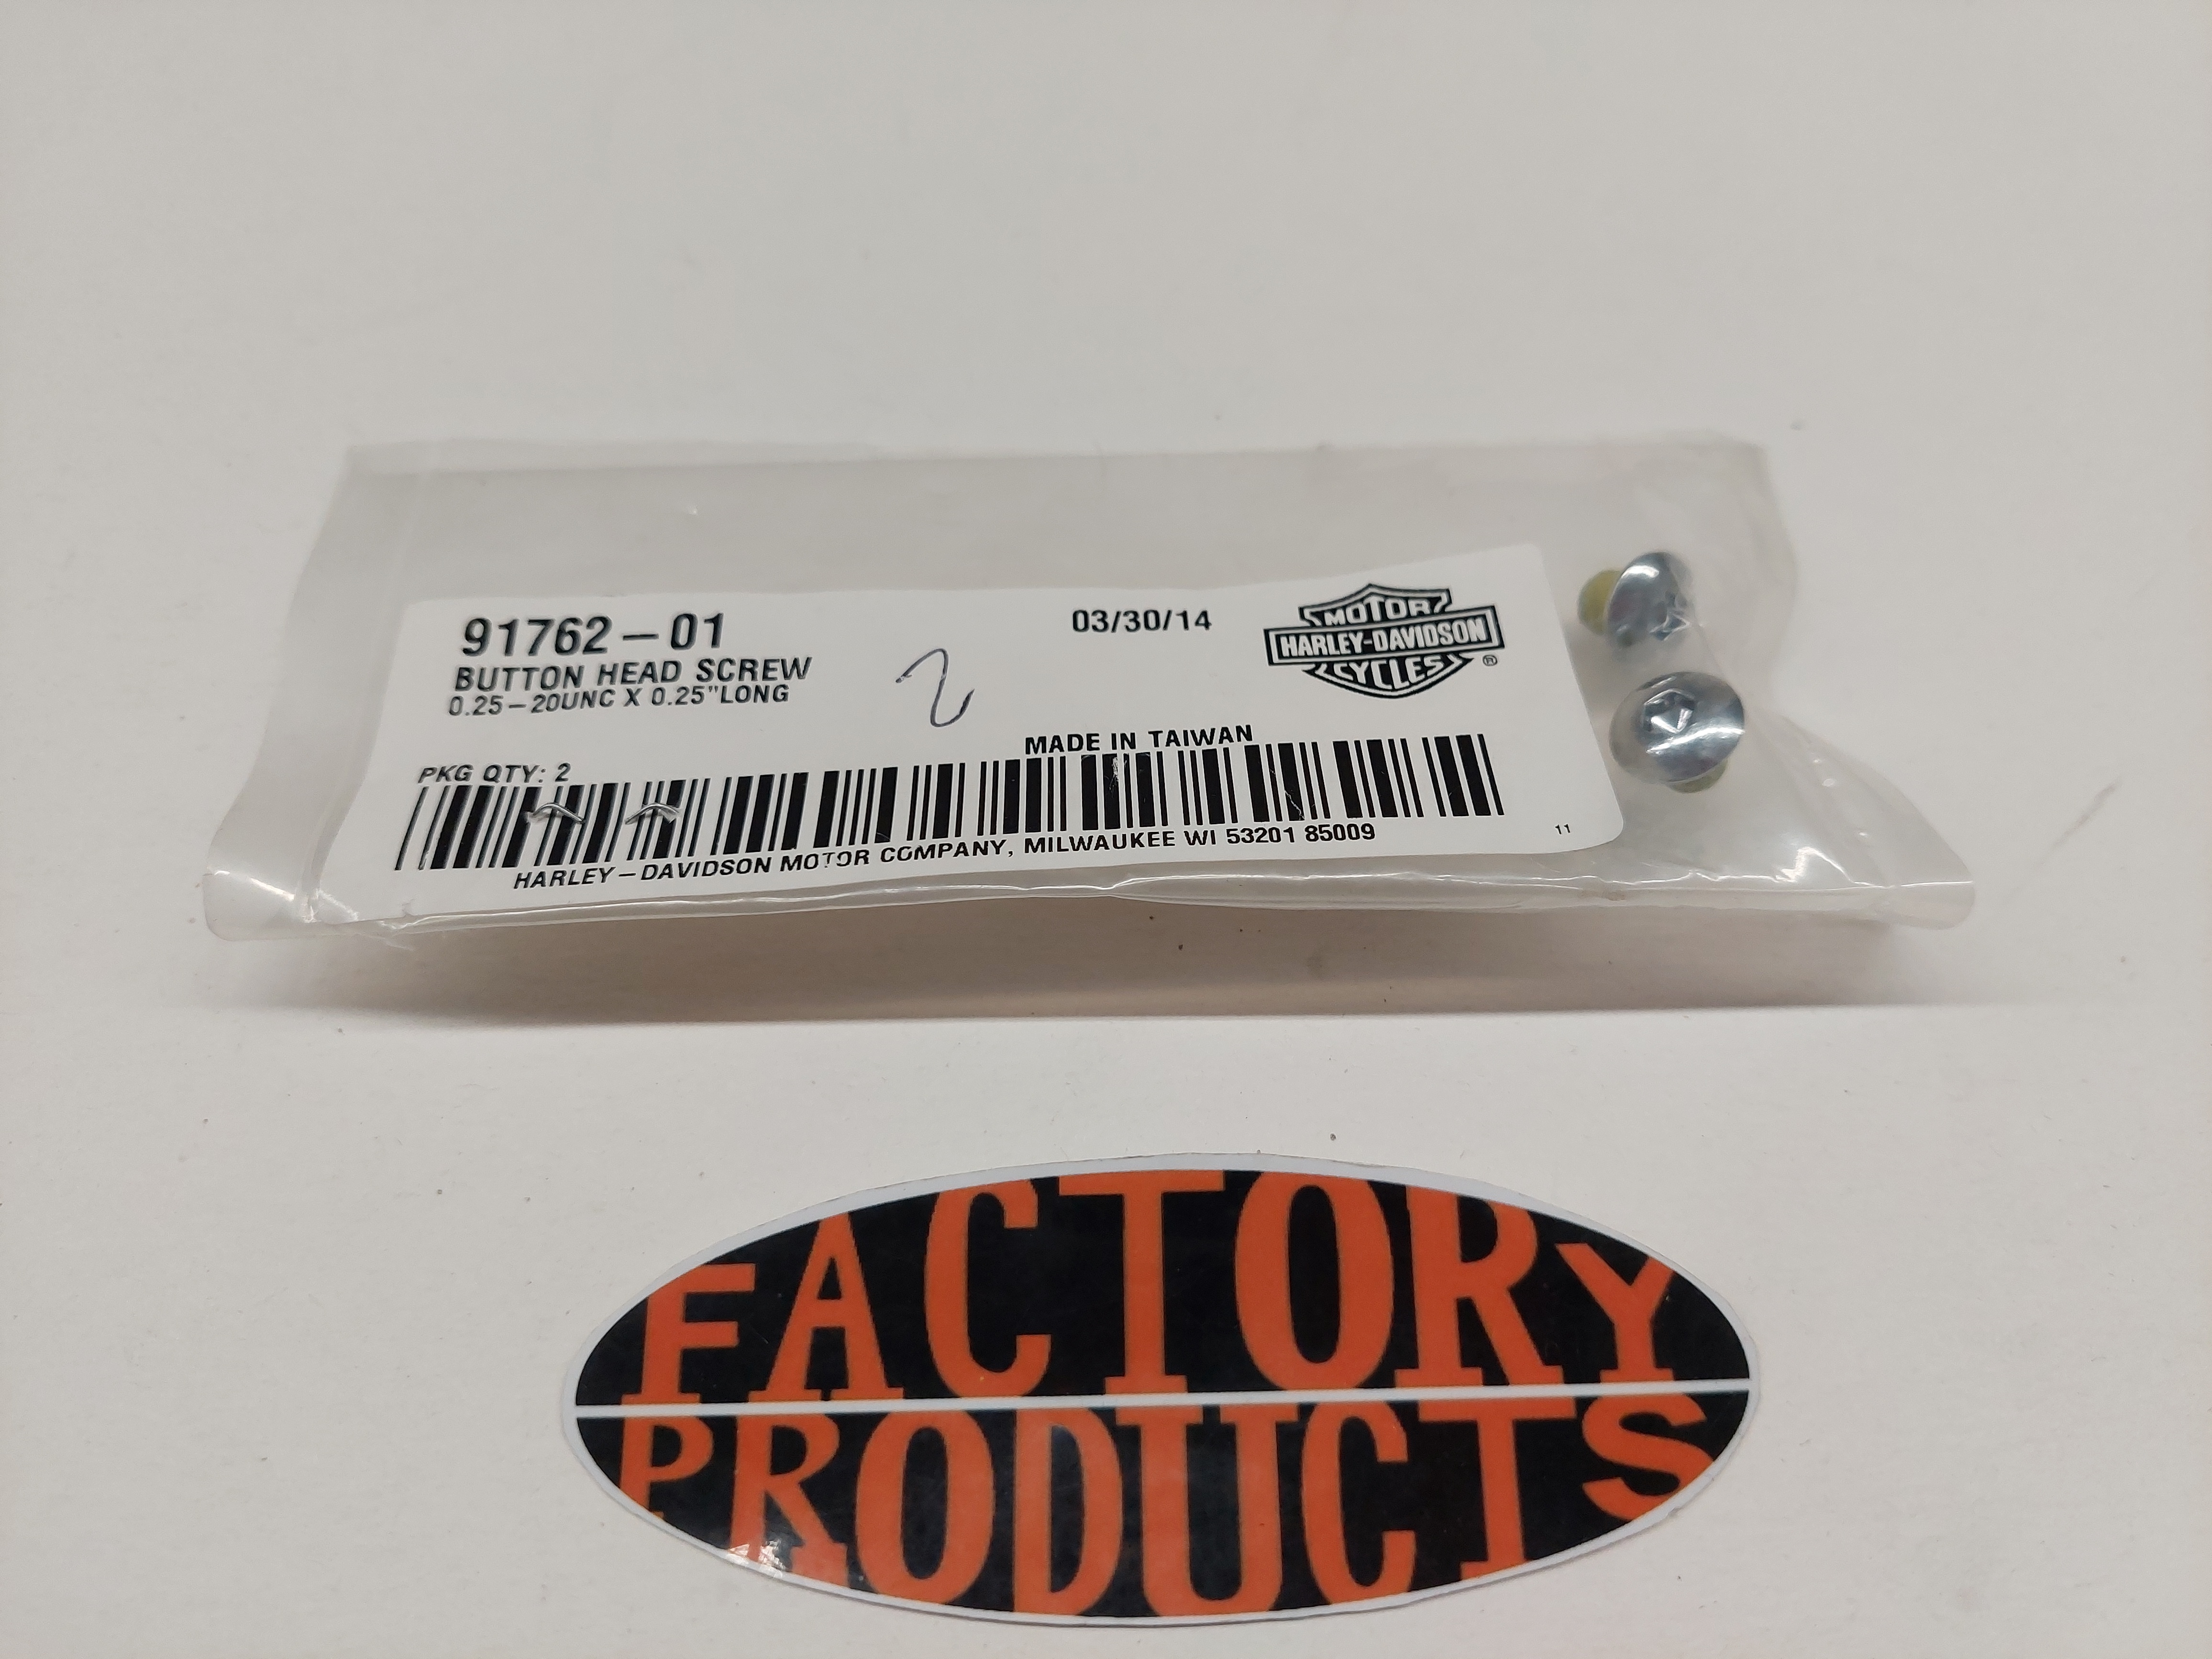 91762-01
BUTTON HEAD SCREW
0.25-20UNC X 0.25"LONG
2
03/30/14
MOTOR
HARLEY-DAVIDSON
CYCLES
®
MADE IN TAIWAN
PKG QTY: 2
HARLEY-DAVIDSON MOTOR COMPANY, MILWAUKEE WI 53201 85009
11
FACTORY
PRODUCTS